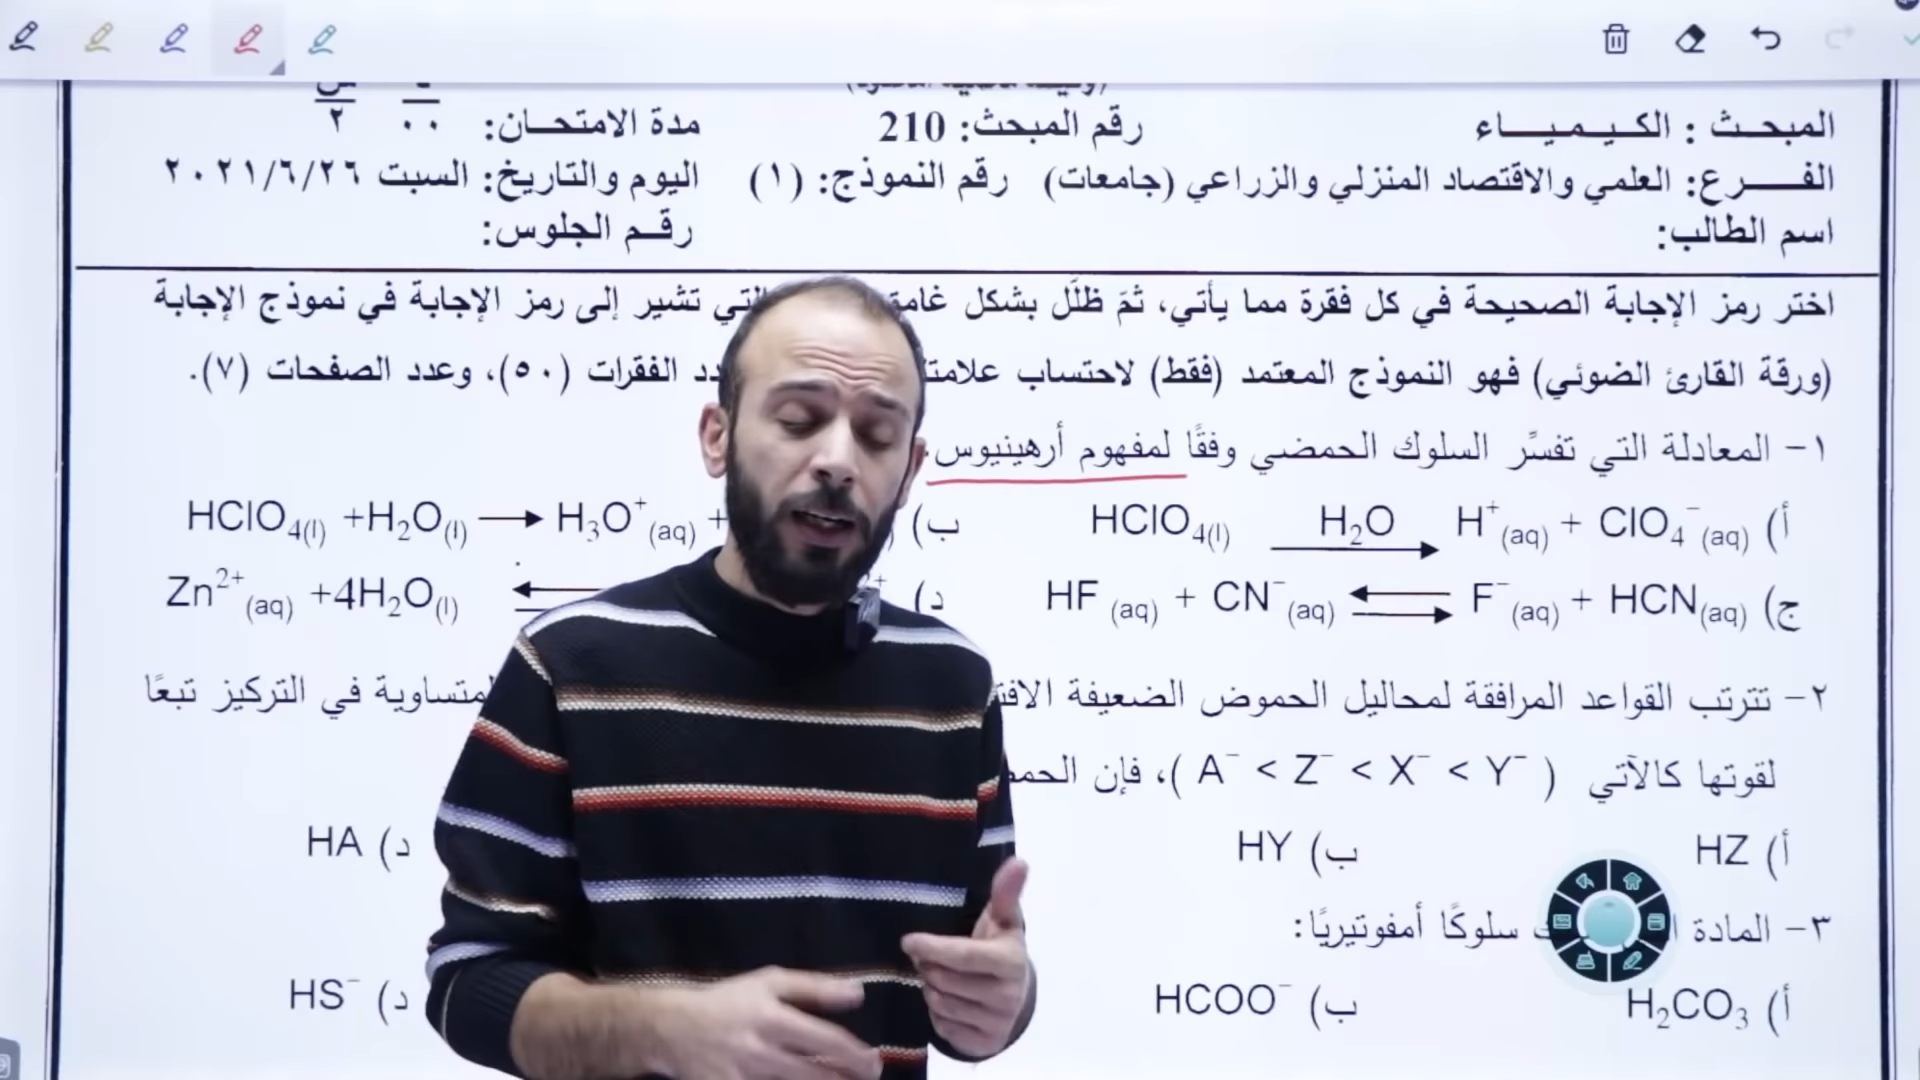 المبحث : الكيمياء رقم المبحث: 210 مدة الامتحان: ٠٠ ٢
الفرع: العلمي والاقتصاد المنزلي والزراعي (جامعات) رقم النموذج: (١) اليوم والتاريخ: السبت ٢٠٢١/٦/٢٦
اسم الطالب: رقم الجلوس:
اختر رمز الإجابة الصحيحة في كل فقرة مما يأتي، ثمّ ظلّل بشكل التي تشير إلى رمز الإجابة في نموذج الإجابة
(ورقة القارئ الضوئي) فهو النموذج المعتمد (فقط) لاحتساب الفقرات (٥٠)، وعدد الصفحات (٧).
١- المعادلة التي تفسِّر السلوك الحمضي وفقًا لمفهوم أرهينيوس
أ) HClO₄(l) H₂O → H⁺(aq) + ClO₄⁻(aq) ب) HClO₄(l) +H₂O(l) → H₃O⁺(aq) +
ج) HF (aq) + CN⁻(aq) ⇌ F⁻(aq) + HCN(aq) د) Zn²⁺(aq) +4H₂O(l)
٢- تترتب القواعد المرافقة لمحاليل الحموض الضعيفة المتساوية في التركيز تبعًا
لقوتها كالآتي ( A⁻ < Z⁻ < X⁻ < Y⁻ )، فإن
أ) HZ ب) HY د) HA
٣- المادة سلوكًا أمفوتيريًا:
أ) H₂CO₃ ب) HCOO⁻ د) HS⁻